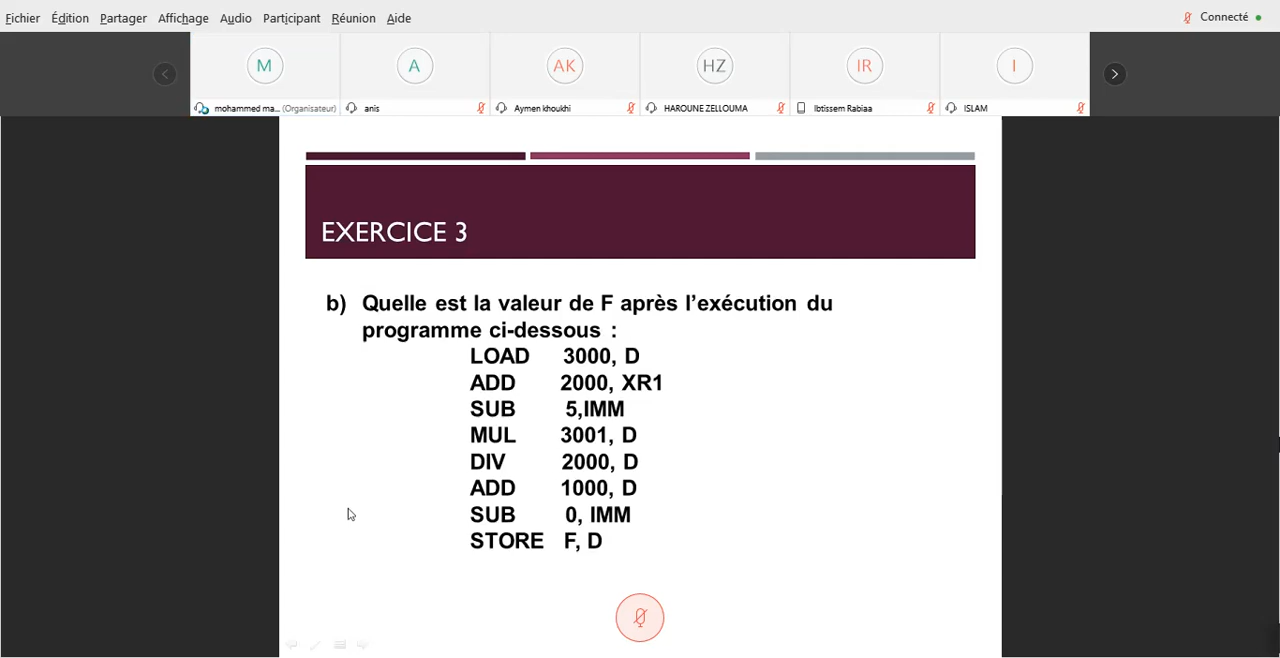 Fichier Édition Partager Affichage Audio Participant Réunion Aide
Connecté
M A AK HZ IR I
mohammed ma... (Organisateur) anis Aymen khoukhi HAROUNE ZELLOUMA Ibtissem Rabiaa ISLAM
EXERCICE 3
b) Quelle est la valeur de F après l'exécution du
programme ci-dessous :
LOAD 3000, D
ADD 2000, XR1
SUB 5,IMM
MUL 3001, D
DIV 2000, D
ADD 1000, D
SUB 0, IMM
STORE F, D